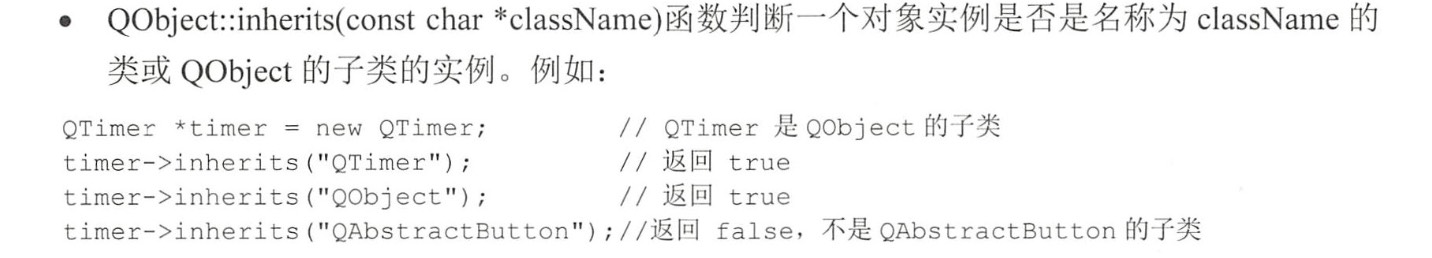 • QObject::inherits(const char *className)函数判断一个对象实例是否是名称为 className 的
类或 QObject 的子类的实例。例如：
QTimer *timer = new QTimer; // QTimer 是 QObject 的子类
timer->inherits("QTimer"); // 返回 true
timer->inherits("QObject"); // 返回 true
timer->inherits("QAbstractButton");//返回 false，不是 QAbstractButton 的子类